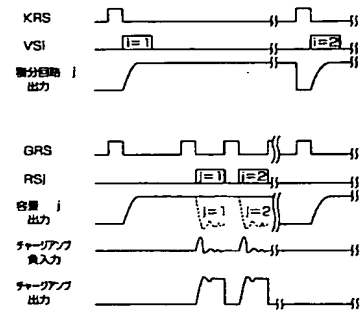 KRS
VSi
i=1
i=2
積分回路 j
出力
GRS
RSj
j=1
j=2
容量 j
出力
j=1
j=2
チャージアンプ
負入力
チャージアンプ
出力